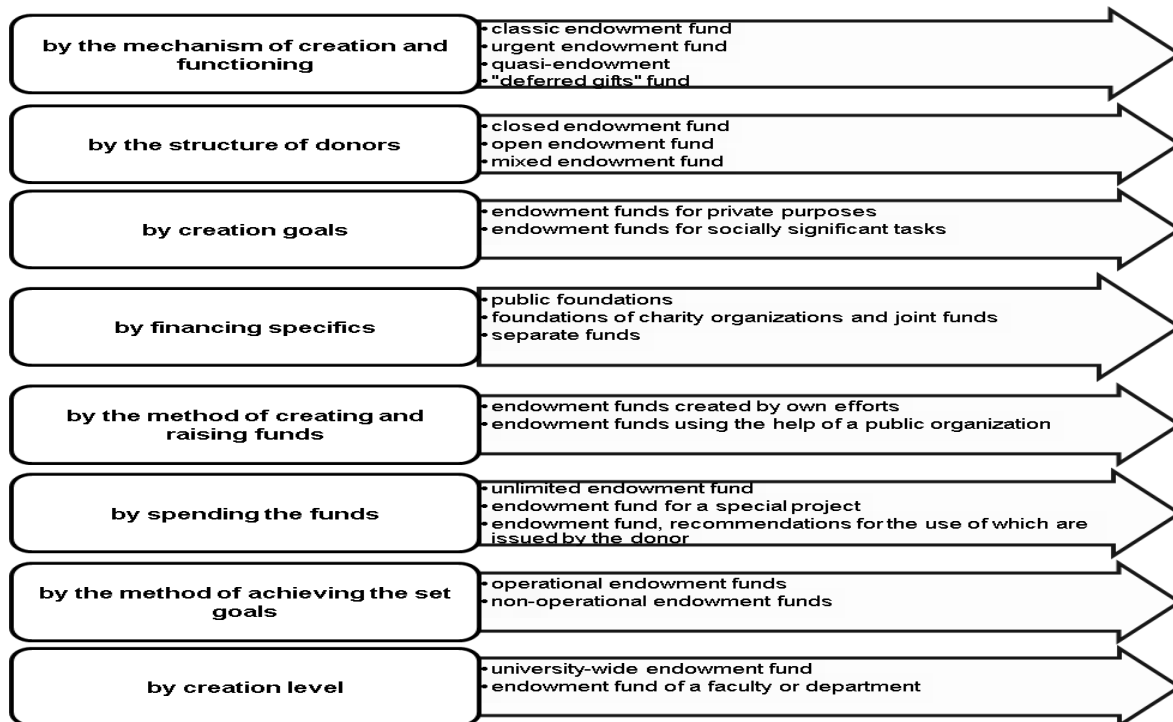 by the mechanism of creation and
functioning
• classic endowment fund
• urgent endowment fund
• quasi-endowment
• "deferred gifts" fund
by the structure of donors
• closed endowment fund
• open endowment fund
• mixed endowment fund
by creation goals
• endowment funds for private purposes
• endowment funds for socially significant tasks
by financing specifics
• public foundations
• foundations of charity organizations and joint funds
• separate funds
by the method of creating and
raising funds
• endowment funds created by own efforts
• endowment funds using the help of a public organization
by spending the funds
• unlimited endowment fund
• endowment fund for a special project
• endowment fund, recommendations for the use of which are
issued by the donor
by the method of achieving the set
goals
• operational endowment funds
• non-operational endowment funds
by creation level
• university-wide endowment fund
• endowment fund of a faculty or department